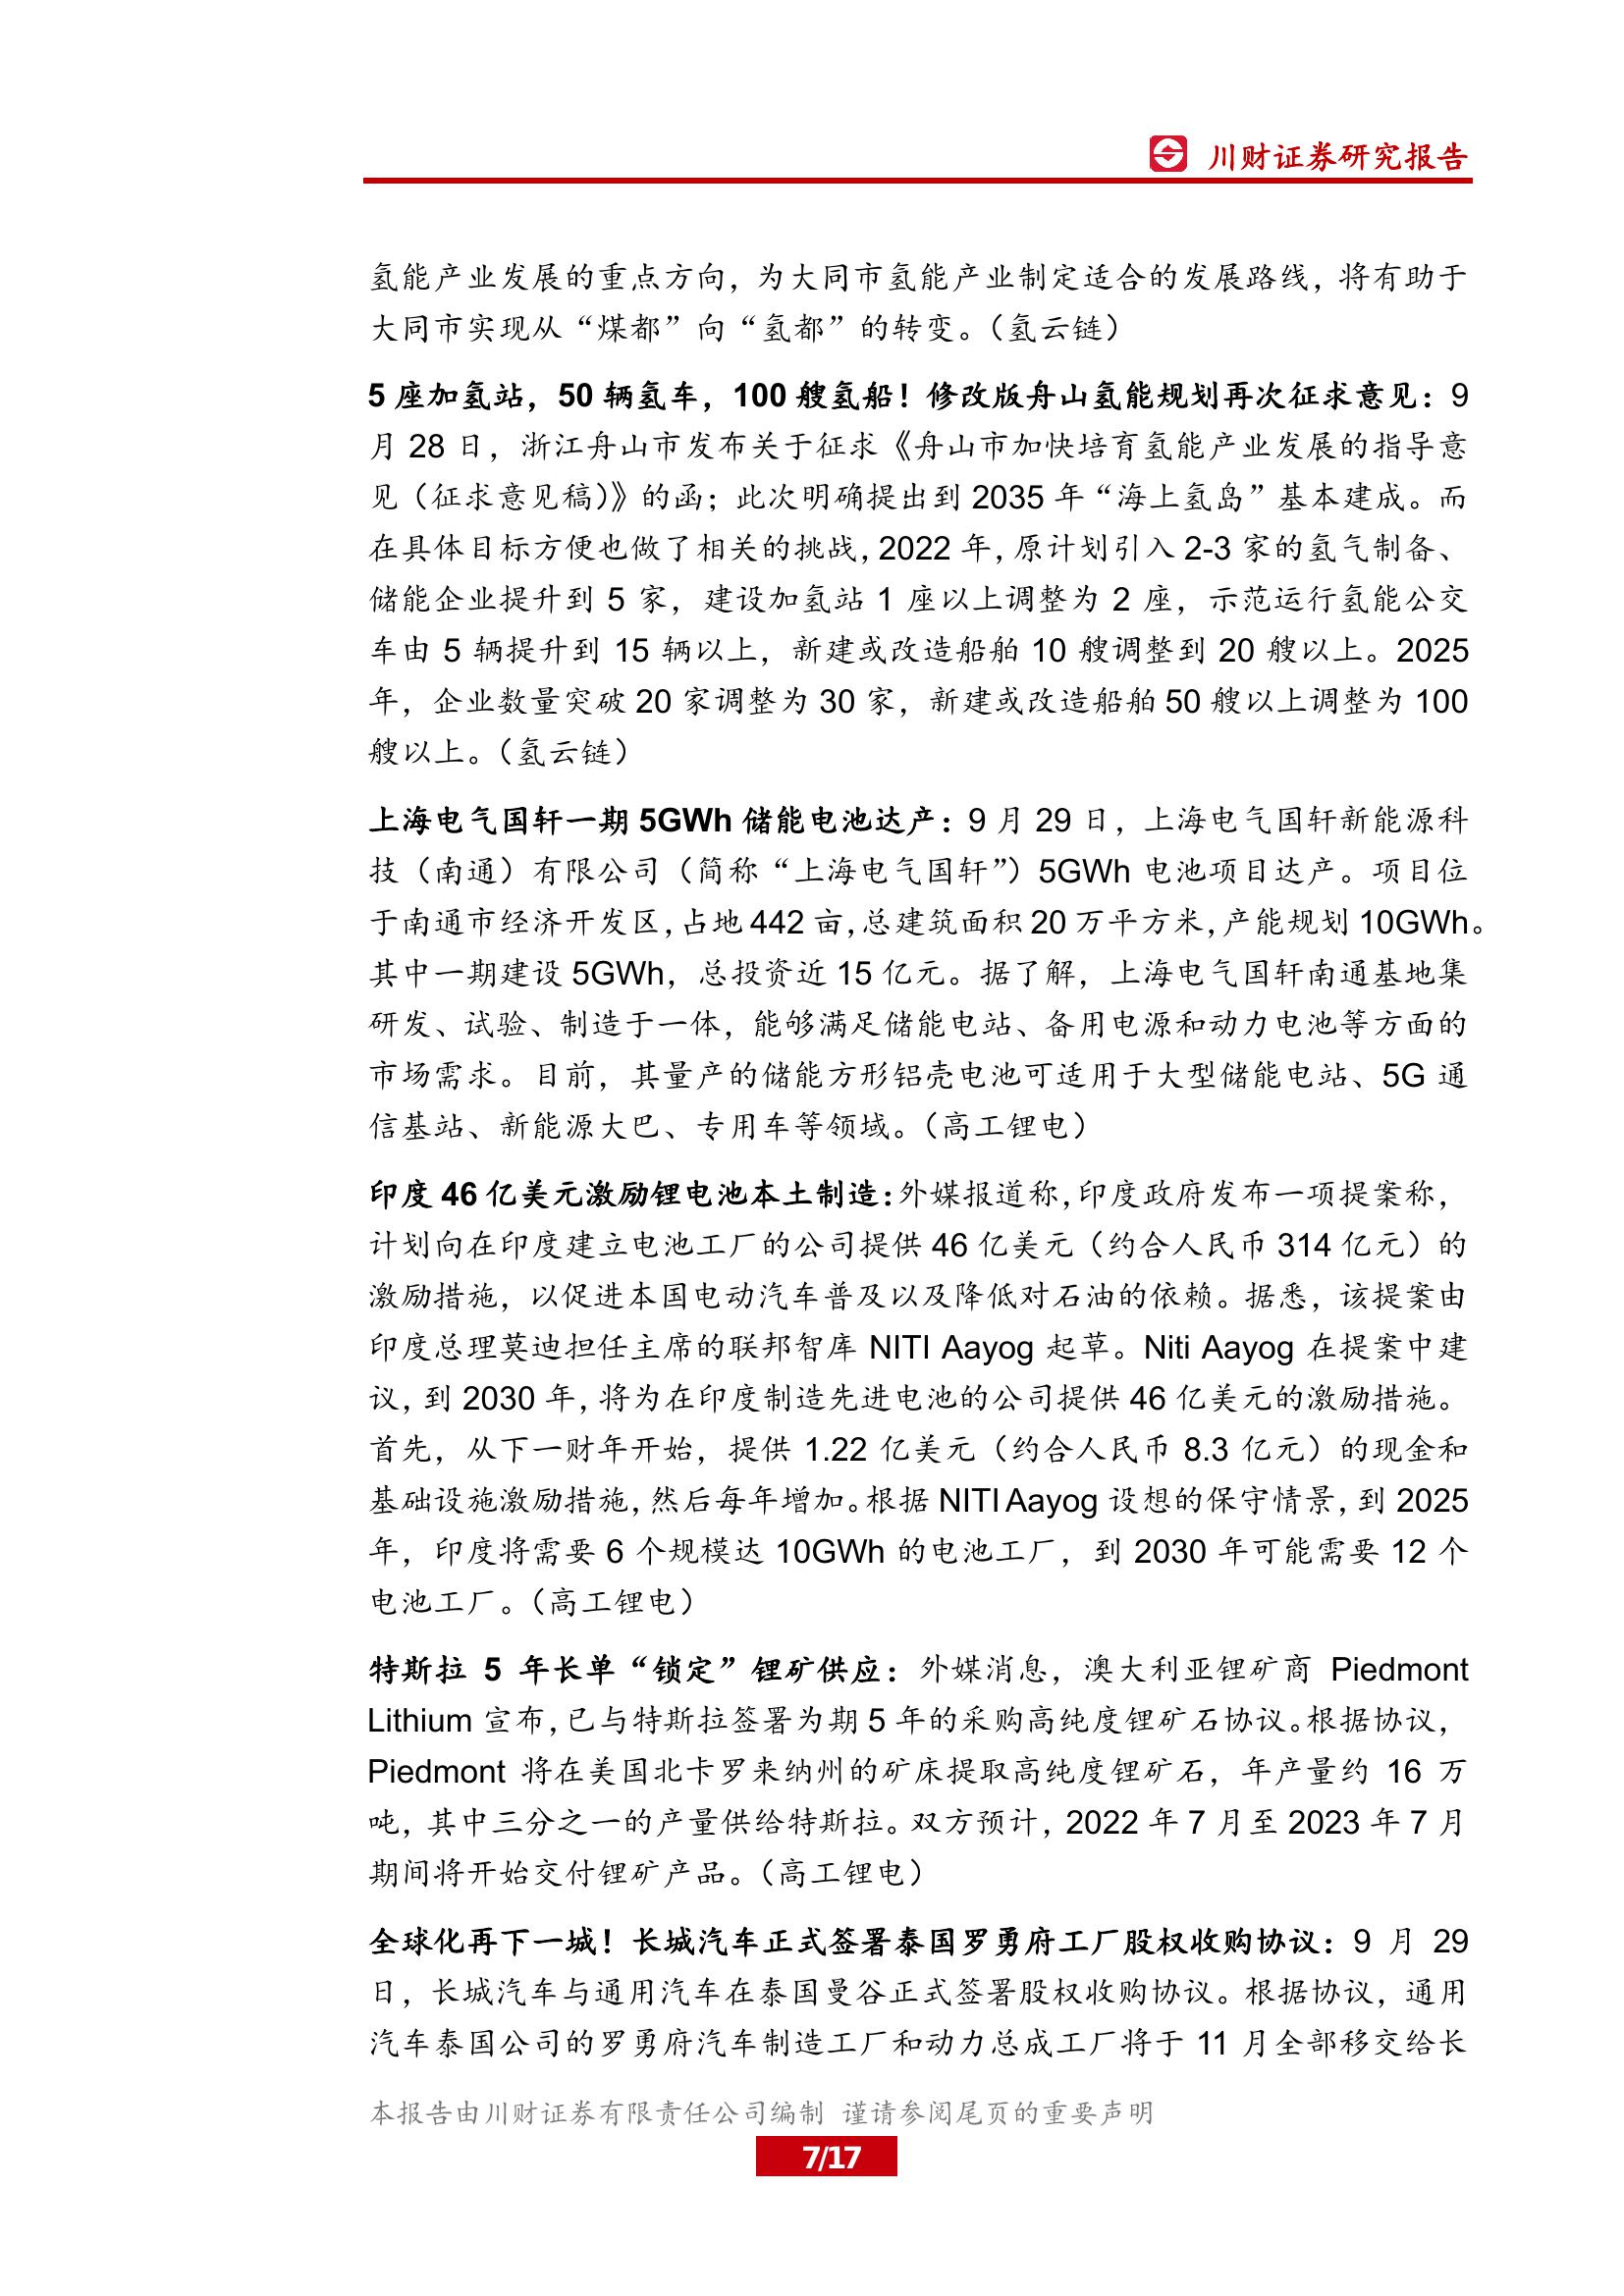 川财证券研究报告
氢能产业发展的重点方向，为大同市氢能产业制定适合的发展路线，将有助于
大同市实现从“煤都”向“氢都”的转变。（氢云链）
5 座加氢站，50 辆氢车，100 艘氢船！修改版舟山氢能规划再次征求意见：9
月 28 日，浙江舟山市发布关于征求《舟山市加快培育氢能产业发展的指导意
见（征求意见稿）》的函；此次明确提出到 2035 年“海上氢岛”基本建成。而
在具体目标方便也做了相关的挑战，2022 年，原计划引入 2-3 家的氢气制备、
储能企业提升到 5 家，建设加氢站 1 座以上调整为 2 座，示范运行氢能公交
车由 5 辆提升到 15 辆以上，新建或改造船舶 10 艘调整到 20 艘以上。2025
年，企业数量突破 20 家调整为 30 家，新建或改造船舶 50 艘以上调整为 100
艘以上。（氢云链）
上海电气国轩一期 5GWh 储能电池达产：9 月 29 日，上海电气国轩新能源科
技（南通）有限公司（简称“上海电气国轩”）5GWh 电池项目达产。项目位
于南通市经济开发区，占地 442 亩，总建筑面积 20 万平方米，产能规划 10GWh。
其中一期建设 5GWh，总投资近 15 亿元。据了解，上海电气国轩南通基地集
研发、试验、制造于一体，能够满足储能电站、备用电源和动力电池等方面的
市场需求。目前，其量产的储能方形铝壳电池可适用于大型储能电站、5G 通
信基站、新能源大巴、专用车等领域。（高工锂电）
印度 46 亿美元激励锂电池本土制造：外媒报道称，印度政府发布一项提案称，
计划向在印度建立电池工厂的公司提供 46 亿美元（约合人民币 314 亿元）的
激励措施，以促进本国电动汽车普及以及降低对石油的依赖。据悉，该提案由
印度总理莫迪担任主席的联邦智库 NITI Aayog 起草。Niti Aayog 在提案中建
议，到 2030 年，将为在印度制造先进电池的公司提供 46 亿美元的激励措施。
首先，从下一财年开始，提供 1.22 亿美元（约合人民币 8.3 亿元）的现金和
基础设施激励措施，然后每年增加。根据 NITI Aayog 设想的保守情景，到 2025
年，印度将需要 6 个规模达 10GWh 的电池工厂，到 2030 年可能需要 12 个
电池工厂。（高工锂电）
特斯拉 5 年长单“锁定”锂矿供应：外媒消息，澳大利亚锂矿商 Piedmont
Lithium 宣布，已与特斯拉签署为期 5 年的采购高纯度锂矿石协议。根据协议，
Piedmont 将在美国北卡罗来纳州的矿床提取高纯度锂矿石，年产量约 16 万
吨，其中三分之一的产量供给特斯拉。双方预计，2022 年 7 月至 2023 年 7 月
期间将开始交付锂矿产品。（高工锂电）
全球化再下一城！长城汽车正式签署泰国罗勇府工厂股权收购协议：9 月 29
日，长城汽车与通用汽车在泰国曼谷正式签署股权收购协议。根据协议，通用
汽车泰国公司的罗勇府汽车制造工厂和动力总成工厂将于 11 月全部移交给长
本报告由川财证券有限责任公司编制 谨请参阅尾页的重要声明
7/17